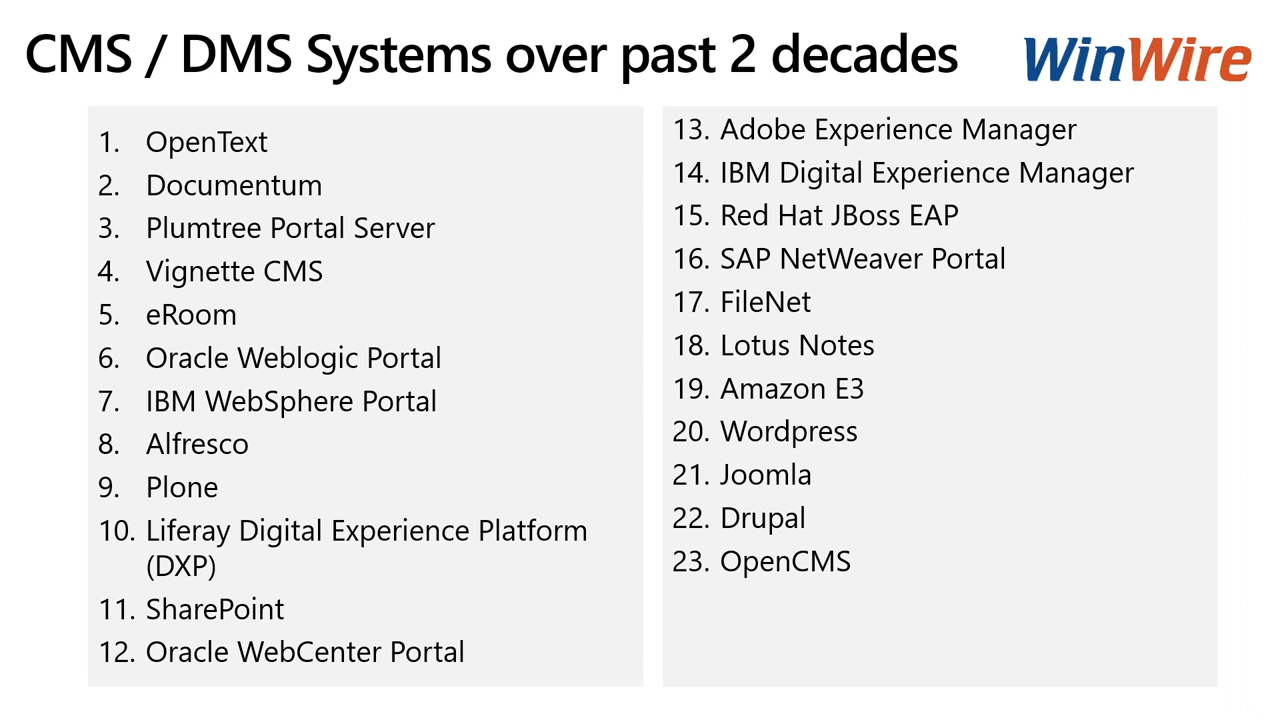 CMS / DMS Systems over past 2 decades
WinWire
1. OpenText
2. Documentum
3. Plumtree Portal Server
4. Vignette CMS
5. eRoom
6. Oracle Weblogic Portal
7. IBM WebSphere Portal
8. Alfresco
9. Plone
10. Liferay Digital Experience Platform
(DXP)
11. SharePoint
12. Oracle WebCenter Portal
13. Adobe Experience Manager
14. IBM Digital Experience Manager
15. Red Hat JBoss EAP
16. SAP NetWeaver Portal
17. FileNet
18. Lotus Notes
19. Amazon E3
20. Wordpress
21. Joomla
22. Drupal
23. OpenCMS